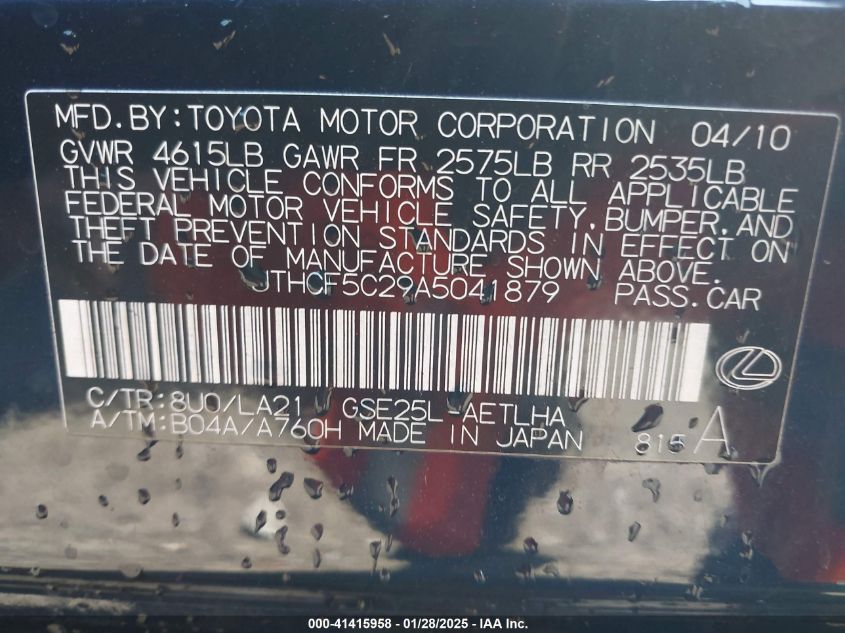 MFD.BY:TOYOTA MOTOR CORPORATION 04/10
GVWR 4615LB GAWR FR 2575LB RR 2535LB
THIS VEHICLE CONFORMS TO ALL APPLICABLE
FEDERAL MOTOR VEHICLE SAFETY,BUMPER,AND
THEFT PREVENTION STANDARDS IN EFFECT ON
THE DATE OF MANUFACTURE SHOWN ABOVE.
JTHCF5C29A5041879 PASS.CAR
C/TR:8U0/LA21 GSE25L-AETLHA
A/TM:B04A/A760H MADE IN JAPAN 815 A
000-41415958 - 01/28/2025 - IAA Inc.